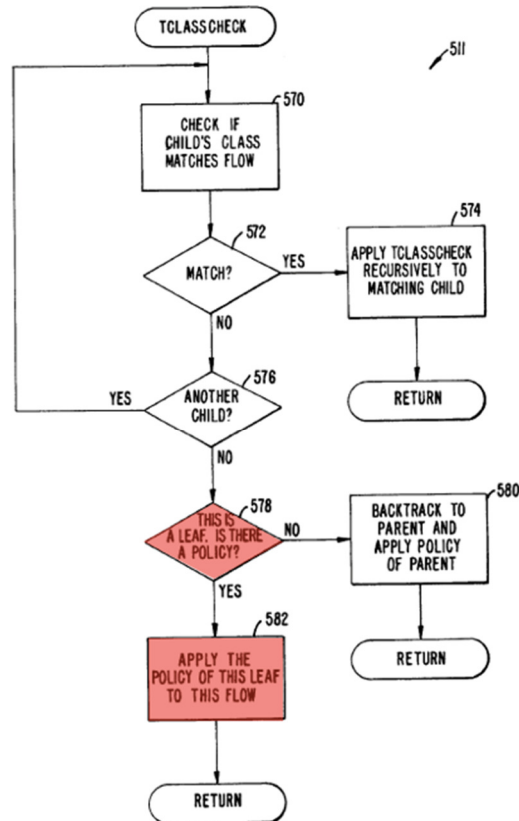 TCLASSCHECK
511
570
CHECK IF
CHILD'S CLASS
MATCHES FLOW
572
MATCH?
YES
574
APPLY TCLASSCHECK
RECURSIVELY TO
MATCHING CHILD
NO
RETURN
576
YES
ANOTHER
CHILD?
NO
578
THIS IS
A LEAF. IS THERE
A POLICY?
NO
580
BACKTRACK TO
PARENT AND
APPLY POLICY
OF PARENT
YES
582
APPLY THE
POLICY OF THIS LEAF
TO THIS FLOW
RETURN
RETURN